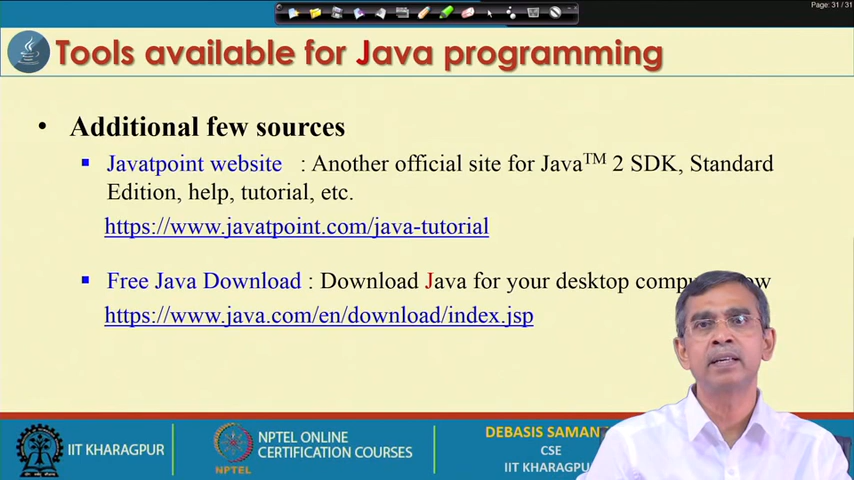 Page: 31 / 31
Tools available for Java programming
• Additional few sources
▪ Javatpoint website : Another official site for Java™ 2 SDK, Standard
Edition, help, tutorial, etc.
https://www.javatpoint.com/java-tutorial
▪ Free Java Download : Download Java for your desktop
https://www.java.com/en/download/index.jsp
IIT KHARAGPUR
NPTEL
NPTEL ONLINE
CERTIFICATION COURSES
DEBASIS
CSE
IIT